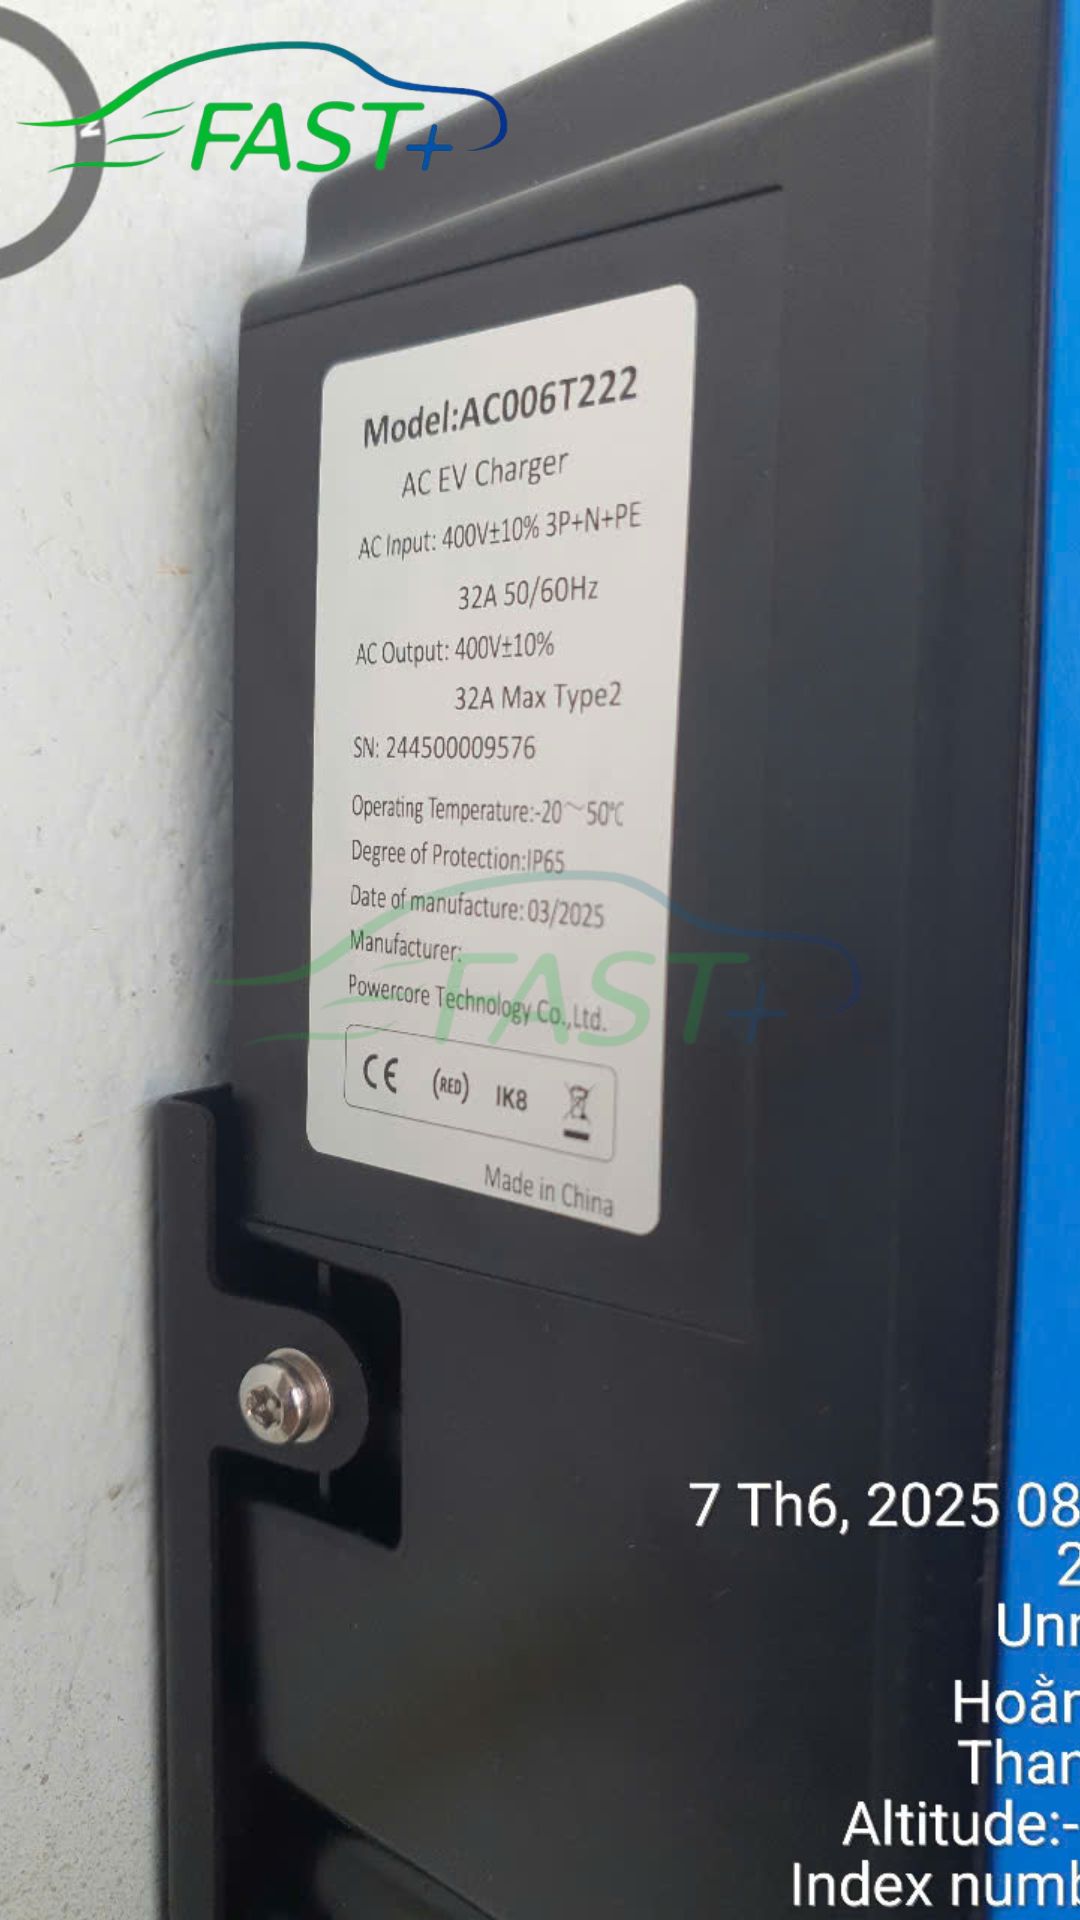 N
FAST+
Model:AC006T222
AC EV Charger
AC Input: 400V±10% 3P+N+PE
32A 50/60Hz
AC Output: 400V±10%
32A Max Type2
SN: 244500009576
Operating Temperature:-20~50℃
Degree of Protection:IP65
Date of manufacture: 03/2025
Manufacturer:
FAST+
Powercore Technology Co.,Ltd.
CE (RED) IK8
Made in China
7 Th6, 2025 08
2
Altitude:-